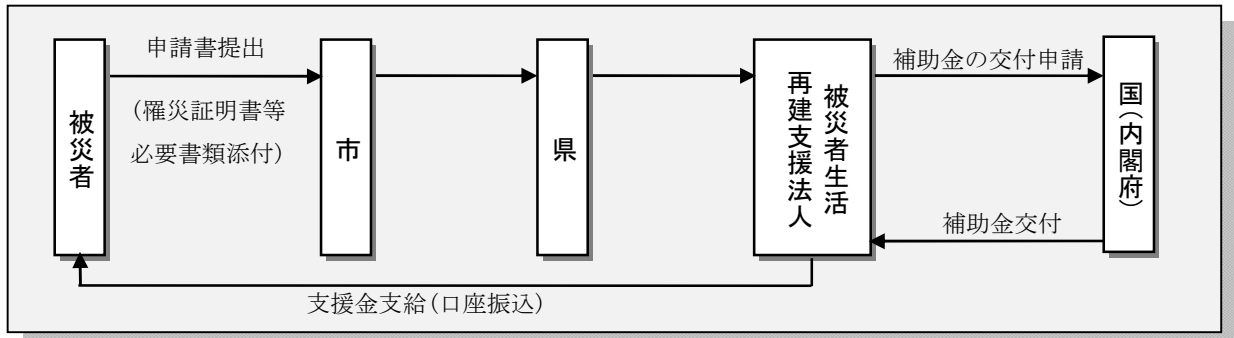 被災者
申請書提出
(罹災証明書等
必要書類添付)
市
県
被災者生活
再建支援法人
補助金の交付申請
国(内閣府)
補助金交付
支援金支給(口座振込)